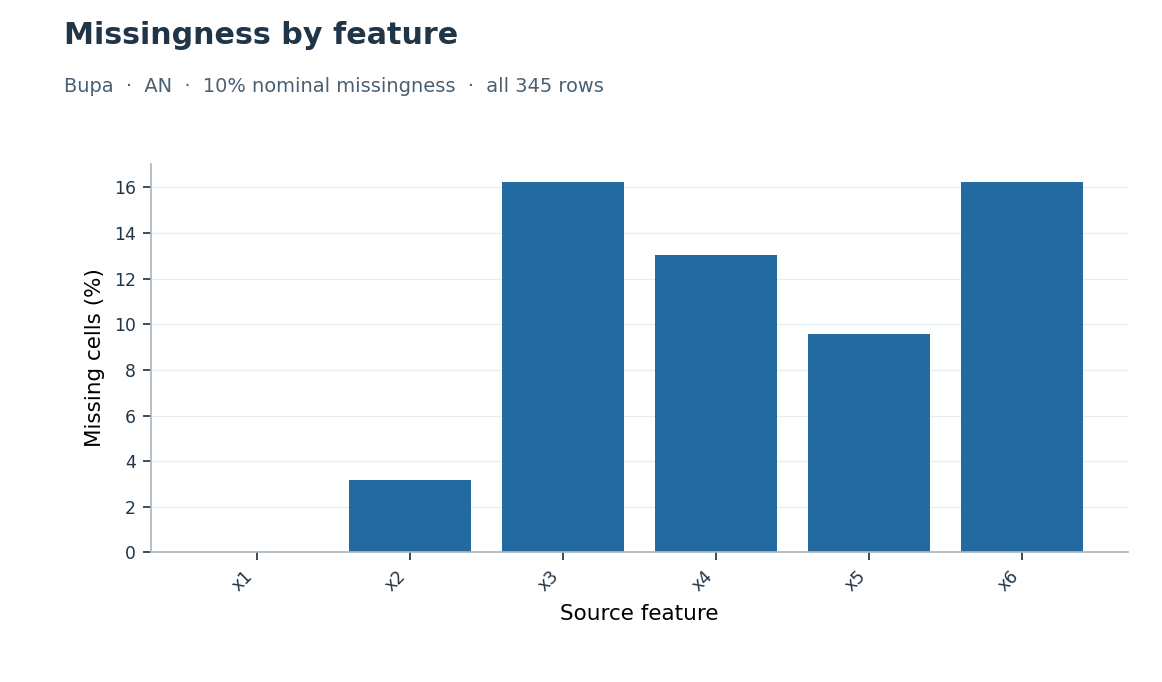 Missingness by feature
Bupa · AN · 10% nominal missingness · all 345 rows
Missing cells (%)
16
14
12
10
8
6
4
2
0
x1
x2
x3
x4
x5
x6
Source feature